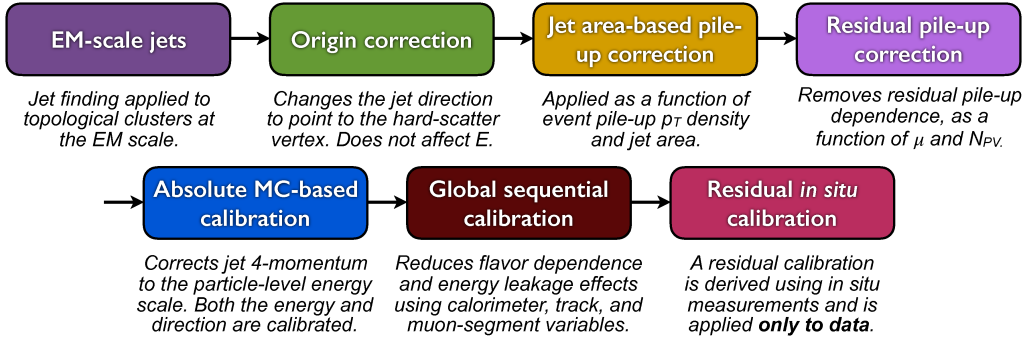 EM-scale jets
Origin correction
Jet area-based pile-
up correction
Residual pile-up
correction
Jet finding applied to
topological clusters at
the EM scale.
Changes the jet direction
to point to the hard-scatter
vertex. Does not affect E.
Applied as a function of
event pile-up pT density
and jet area.
Removes residual pile-up
dependence, as a
function of μ and NPV.
Absolute MC-based
calibration
Global sequential
calibration
Residual in situ
calibration
Corrects jet 4-momentum
to the particle-level energy
scale. Both the energy and
direction are calibrated.
Reduces flavor dependence
and energy leakage effects
using calorimeter, track, and
muon-segment variables.
A residual calibration
is derived using in situ
measurements and is
applied only to data.